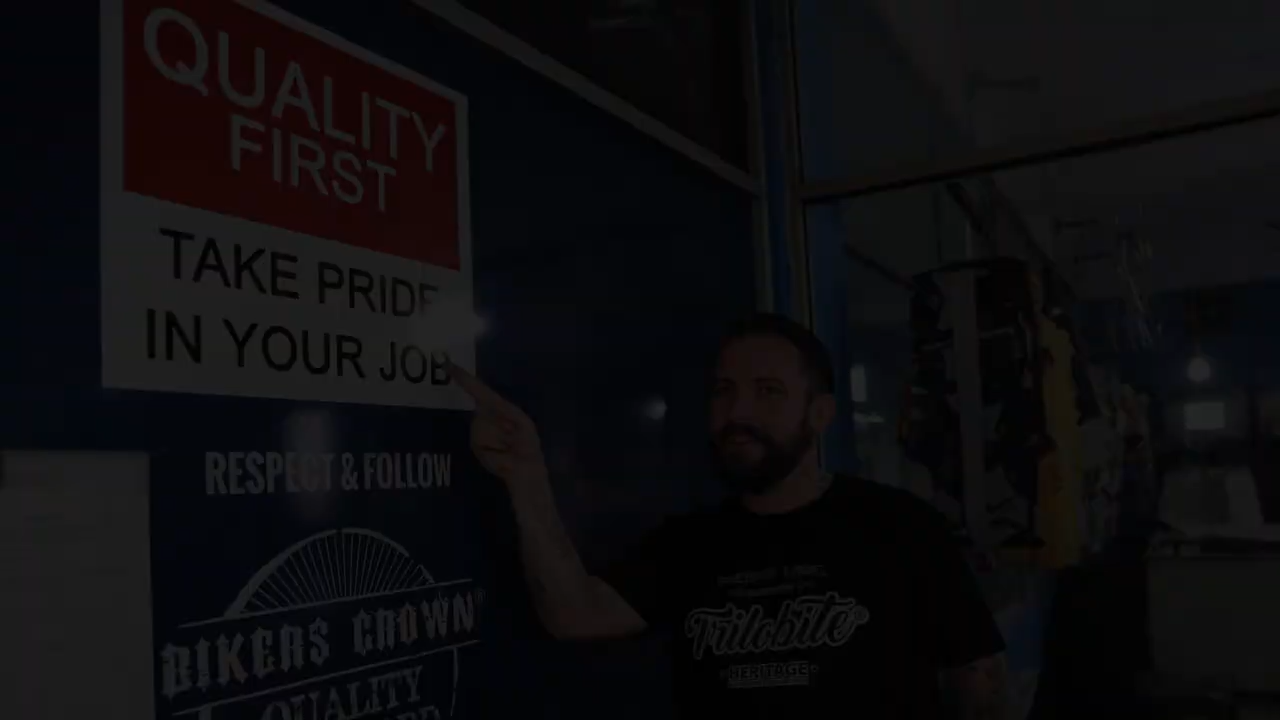 QUALITY
FIRST
TAKE PRIDE
IN YOUR JOB
RESPECT & FOLLOW
BIKERS CROWN
QUALITY
Trilobite
HERITAGE